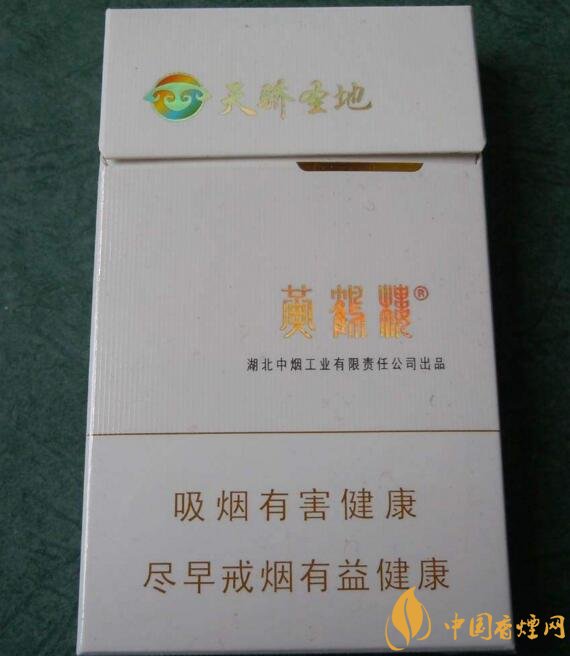 天骄圣地
黄鹤楼®
湖北中烟工业有限责任公司出品
吸烟有害健康
尽早戒烟有益健康
中国香烟网